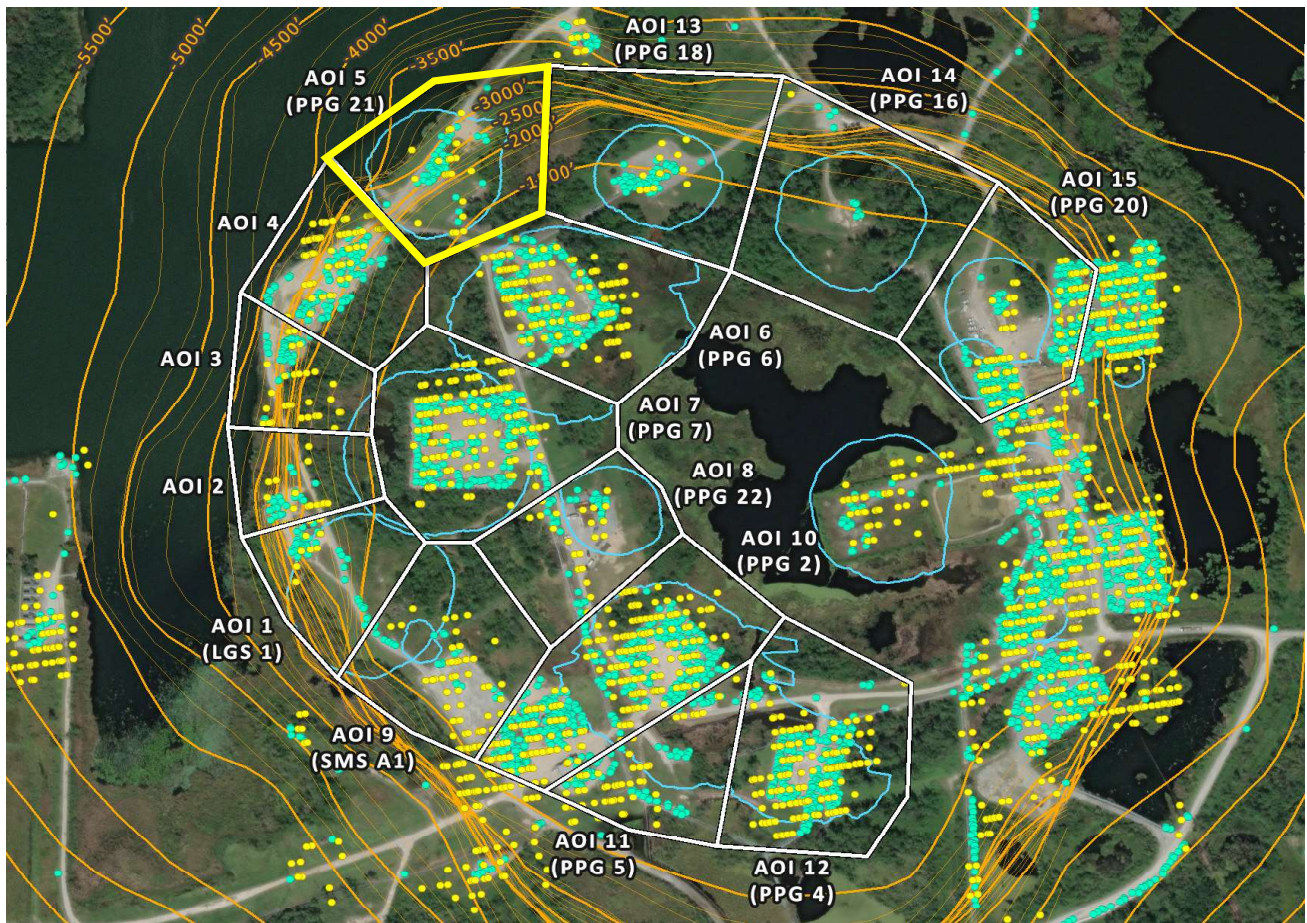 -5500'
-5000'
-4500'
-4000'
-3500'
AOI 13
(PPG 18)
AOI 5
(PPG 21)
AOI 14
(PPG 16)
-3000'
-2500'
-2000'
AOI 15
(PPG 20)
AOI 4
AOI 3
AOI 6
(PPG 6)
AOI 7
(PPG 7)
AOI 2
AOI 8
(PPG 22)
AOI 10
(PPG 2)
AOI 1
(LGS 1)
AOI 9
(SMS A1)
AOI 11
(PPG 5)
AOI 12
(PPG 4)